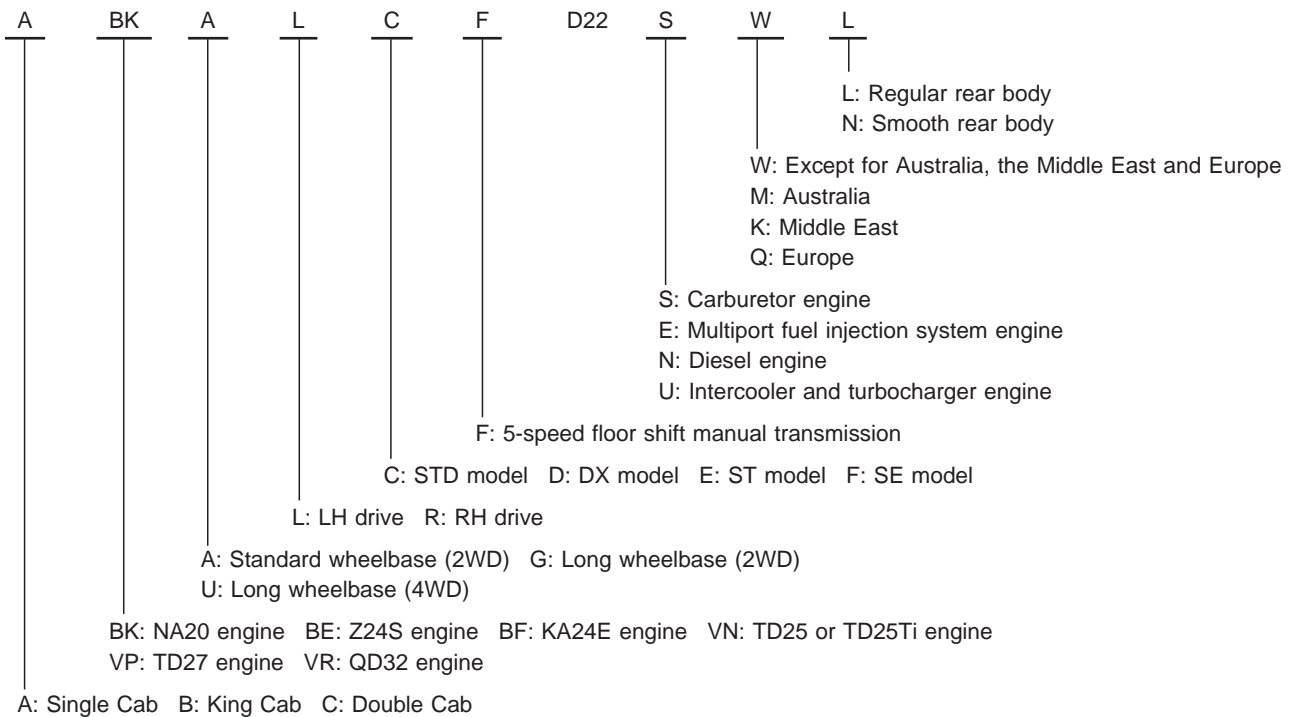 A BK A L C F D22 S W L
L: Regular rear body
N: Smooth rear body
W: Except for Australia, the Middle East and Europe
M: Australia
K: Middle East
Q: Europe
S: Carburetor engine
E: Multiport fuel injection system engine
N: Diesel engine
U: Intercooler and turbocharger engine
F: 5-speed floor shift manual transmission
C: STD model D: DX model E: ST model F: SE model
L: LH drive R: RH drive
A: Standard wheelbase (2WD) G: Long wheelbase (2WD)
U: Long wheelbase (4WD)
BK: NA20 engine BE: Z24S engine BF: KA24E engine VN: TD25 or TD25Ti engine
VP: TD27 engine VR: QD32 engine
A: Single Cab B: King Cab C: Double Cab